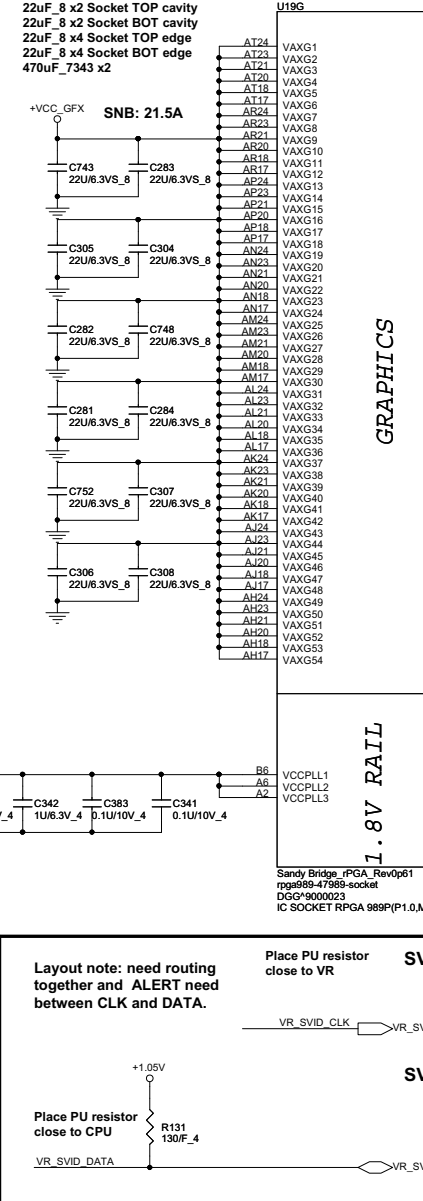 22uF_8 x2 Socket TOP cavity
22uF_8 x2 Socket BOT cavity
22uF_8 x4 Socket TOP edge
22uF_8 x4 Socket BOT edge
470uF_7343 x2
+VCC_GFX
SNB: 21.5A
C743
22U/6.3VS_8
C283
22U/6.3VS_8
C305
22U/6.3VS_8
C304
22U/6.3VS_8
C282
22U/6.3VS_8
C748
22U/6.3VS_8
C281
22U/6.3VS_8
C284
22U/6.3VS_8
C752
22U/6.3VS_8
C307
22U/6.3VS_8
C306
22U/6.3VS_8
C308
22U/6.3VS_8
U19G
AT24 VAXG1
AT23 VAXG2
AT21 VAXG3
AT20 VAXG4
AT18 VAXG5
AT17 VAXG6
AR24 VAXG7
AR23 VAXG8
AR21 VAXG9
AR20 VAXG10
AR18 VAXG11
AR17 VAXG12
AP24 VAXG13
AP23 VAXG14
AP21 VAXG15
AP20 VAXG16
AP18 VAXG17
AP17 VAXG18
AN24 VAXG19
AN23 VAXG20
AN21 VAXG21
AN20 VAXG22
AN18 VAXG23
AN17 VAXG24
AM24 VAXG25
AM23 VAXG26
AM21 VAXG27
AM20 VAXG28
AM18 VAXG29
AM17 VAXG30
AL24 VAXG31
AL23 VAXG32
AL21 VAXG33
AL20 VAXG34
AL18 VAXG35
AL17 VAXG36
AK24 VAXG37
AK23 VAXG38
AK21 VAXG39
AK20 VAXG40
AK18 VAXG41
AK17 VAXG42
AJ24 VAXG43
AJ23 VAXG44
AJ21 VAXG45
AJ20 VAXG46
AJ18 VAXG47
AJ17 VAXG48
AH24 VAXG49
AH23 VAXG50
AH21 VAXG51
AH20 VAXG52
AH18 VAXG53
AH17 VAXG54
GRAPHICS
B6 VCCPLL1
A6 VCCPLL2
A2 VCCPLL3
1.8V RAIL
V_4
C342
1U/6.3V_4
C383
0.1U/10V_4
C341
0.1U/10V_4
Sandy Bridge_rPGA_Rev0p61
rpga989-47989-socket
DGG^9000023
IC SOCKET RPGA 989P(P1.0,M
Layout note: need routing
together and ALERT need
between CLK and DATA.
Place PU resistor
close to VR
SV
VR_SVID_CLK
VR_SV
+1.05V
SV
Place PU resistor
close to CPU
R131
130/F_4
VR_SVID_DATA
VR_SV